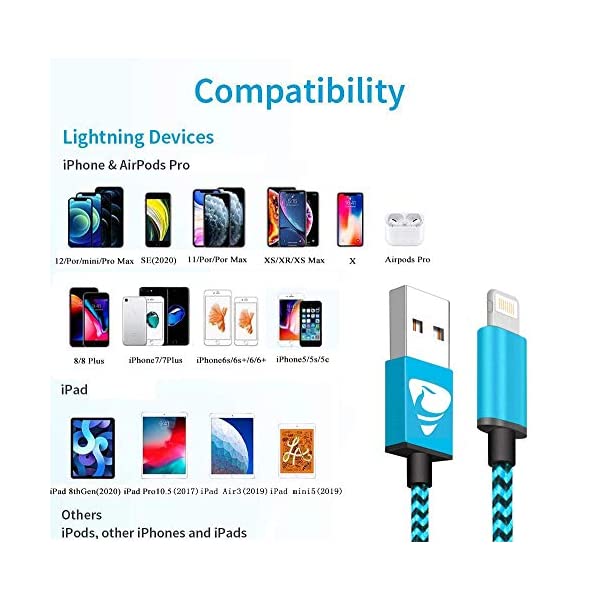 Compatibility
Lightning Devices
iPhone & AirPods Pro
12/Por/mini/Pro Max SE(2020) 11/Por/Por Max XS/XR/XS Max X Airpods Pro
8/8 Plus iPhone7/7Plus iPhone6s/6s+/6/6+ iPhone5/5s/5c
iPad
iPad 8thGen(2020) iPad Pro10.5(2017) iPad Air3(2019) iPad mini5(2019)
Others
iPods, other iPhones and iPads